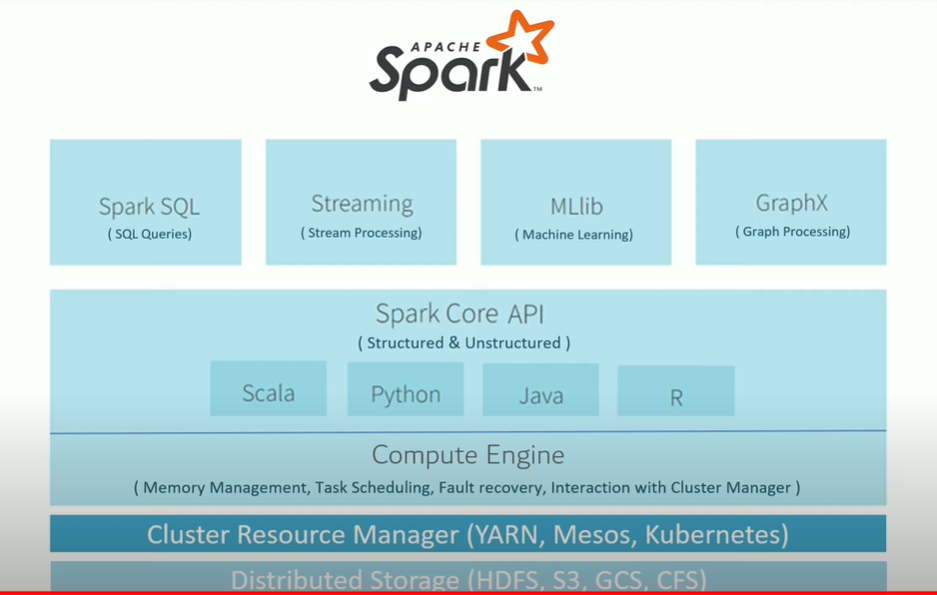 APACHE
Spark™
Spark SQL
( SQL Queries)
Streaming
( Stream Processing)
MLlib
( Machine Learning)
GraphX
( Graph Processing)
Spark Core API
( Structured & Unstructured )
Scala
Python
Java
R
Compute Engine
( Memory Management, Task Scheduling, Fault recovery, Interaction with Cluster Manager )
Cluster Resource Manager (YARN, Mesos, Kubernetes)
Distributed Storage (HDFS, S3, GCS, CFS)